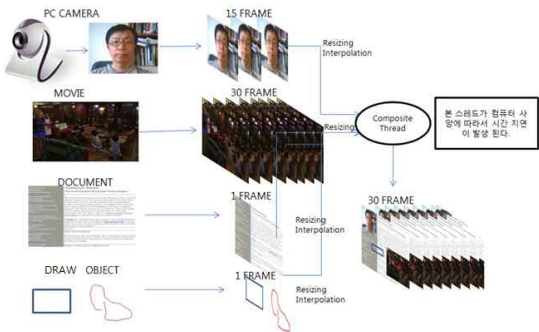 PC CAMERA
15 FRAME
Resizing
Interpolation
MOVIE
30 FRAME
Resizing
Composite
Thread
본 스레드가 컴퓨터 사
양에 따라서 시간 지연
이 발생 된다.
DOCUMENT
1 FRAME
Resizing
Interpolation
30 FRAME
DRAW OBJECT
1 FRAME
Resizing
Interpolation